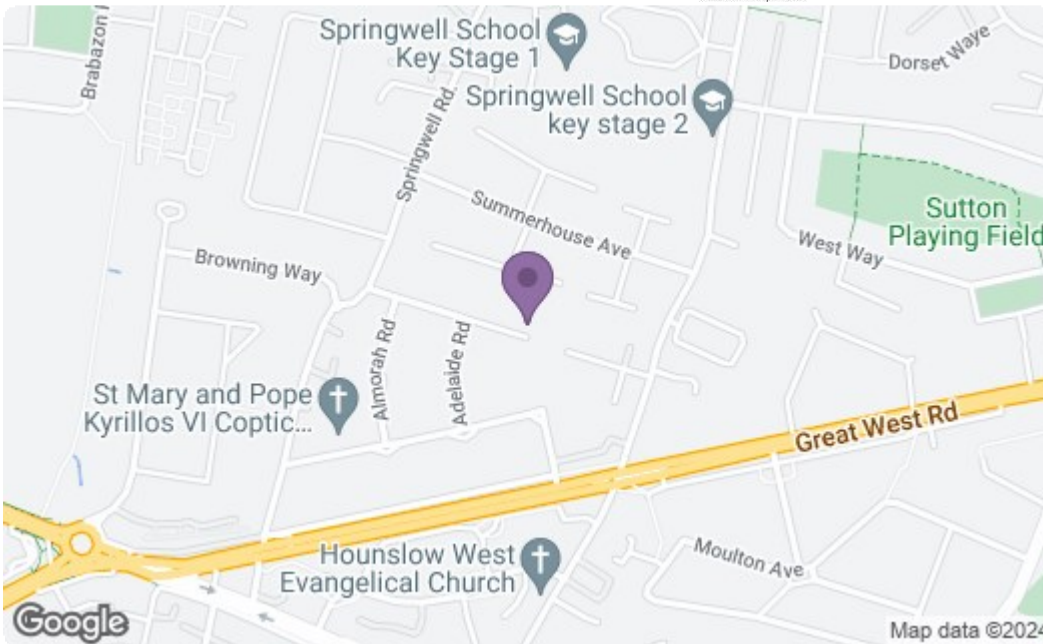 Springwell School
Key Stage 1
Dorset Waye
Springwell School
key stage 2
Springwell Rd
Summerhouse Ave
Sutton
Playing Field
West Way
Browning Way
Almorah Rd
Adelaide Rd
St Mary and Pope
Kyrillos VI Coptic...
Great West Rd
Hounslow West
Evangelical Church
Moulton Ave
Google
Map data ©2024